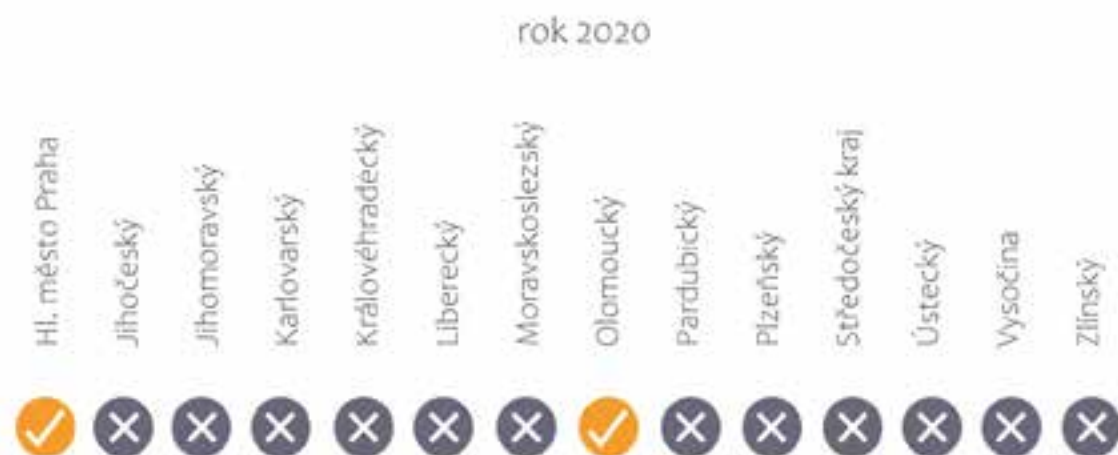 rok 2020
Hl. město Praha
Jihočeský
Jihomoravský
Karlovarský
Královéhradecký
Liberecký
Moravskoslezský
Olomoucký
Pardubický
Plzeňský
Středočeský kraj
Ústecký
Vysočina
Zlínský